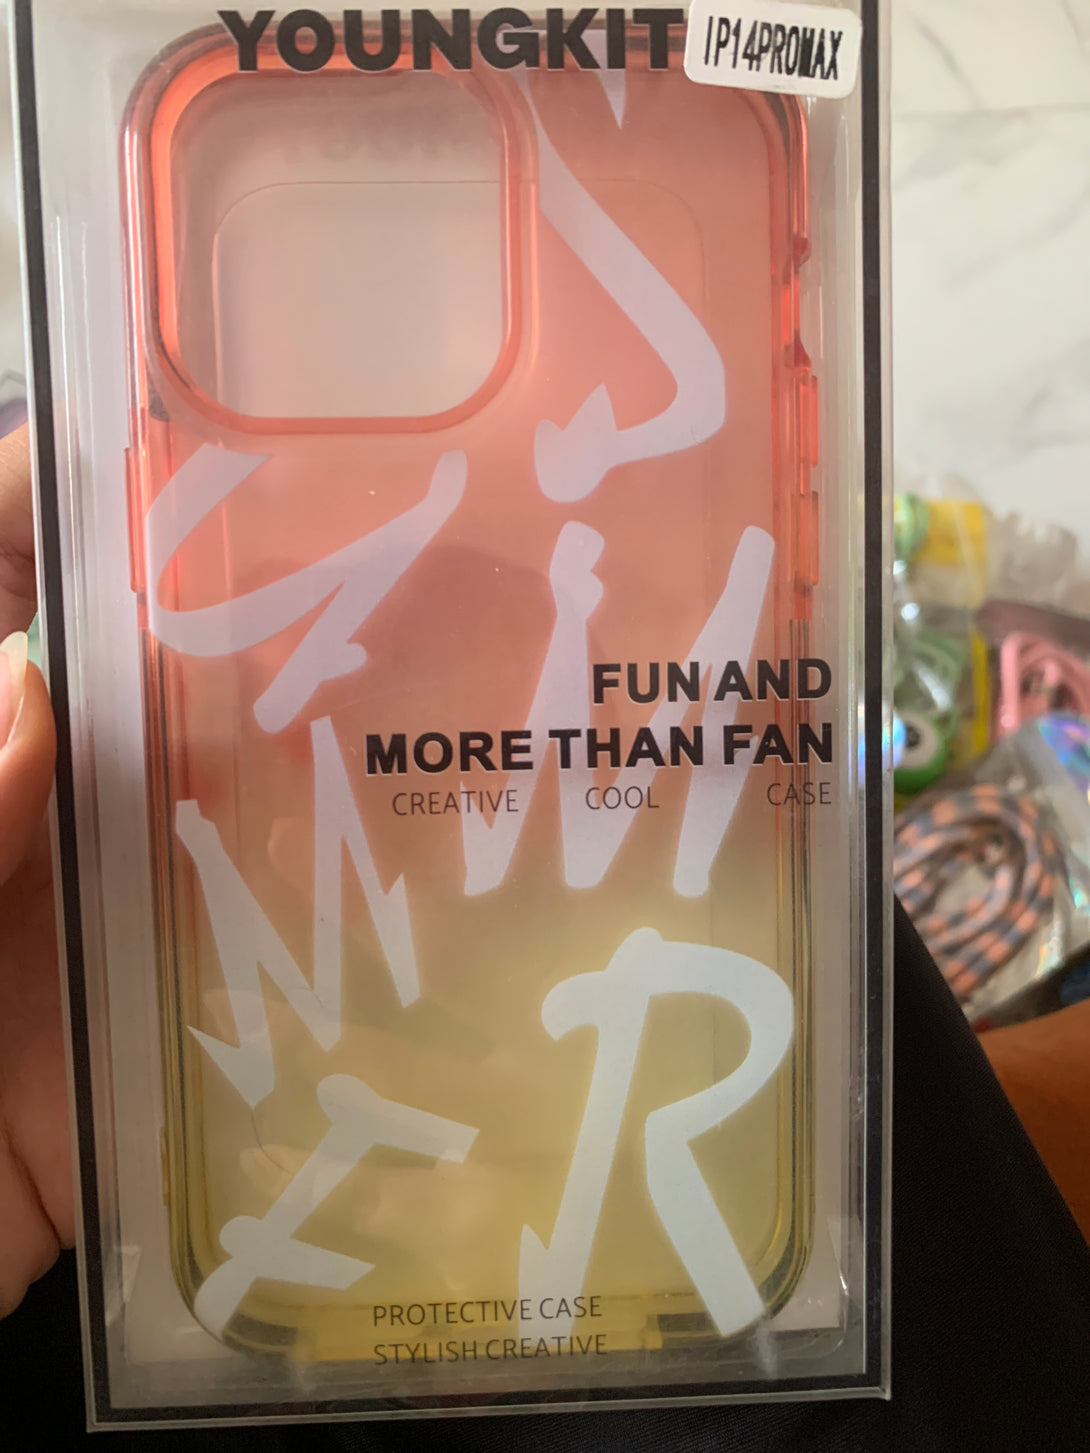 YOUNGKIT
IP14PROMAX
S
U
M
M
E
R
FUN AND
MORE THAN FAN
CREATIVE COOL CASE
PROTECTIVE CASE
STYLISH CREATIVE